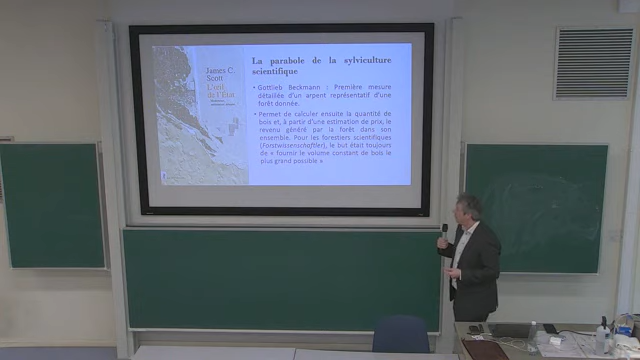 James C.
Scott
L'œil
de l'État
La parabole de la sylviculture
scientifique
• Gottlieb Beckmann : Première mesure
détaillée d'un arpent représentatif d'une
forêt donnée.
• Permet de calculer ensuite la quantité de
bois et, à partir d'une estimation de prix, le
revenu généré par la forêt dans son
ensemble. Pour les forestiers scientifiques
(Forstwissenschaftler), le but était toujours
de « fournir le volume constant de bois le
plus grand possible »